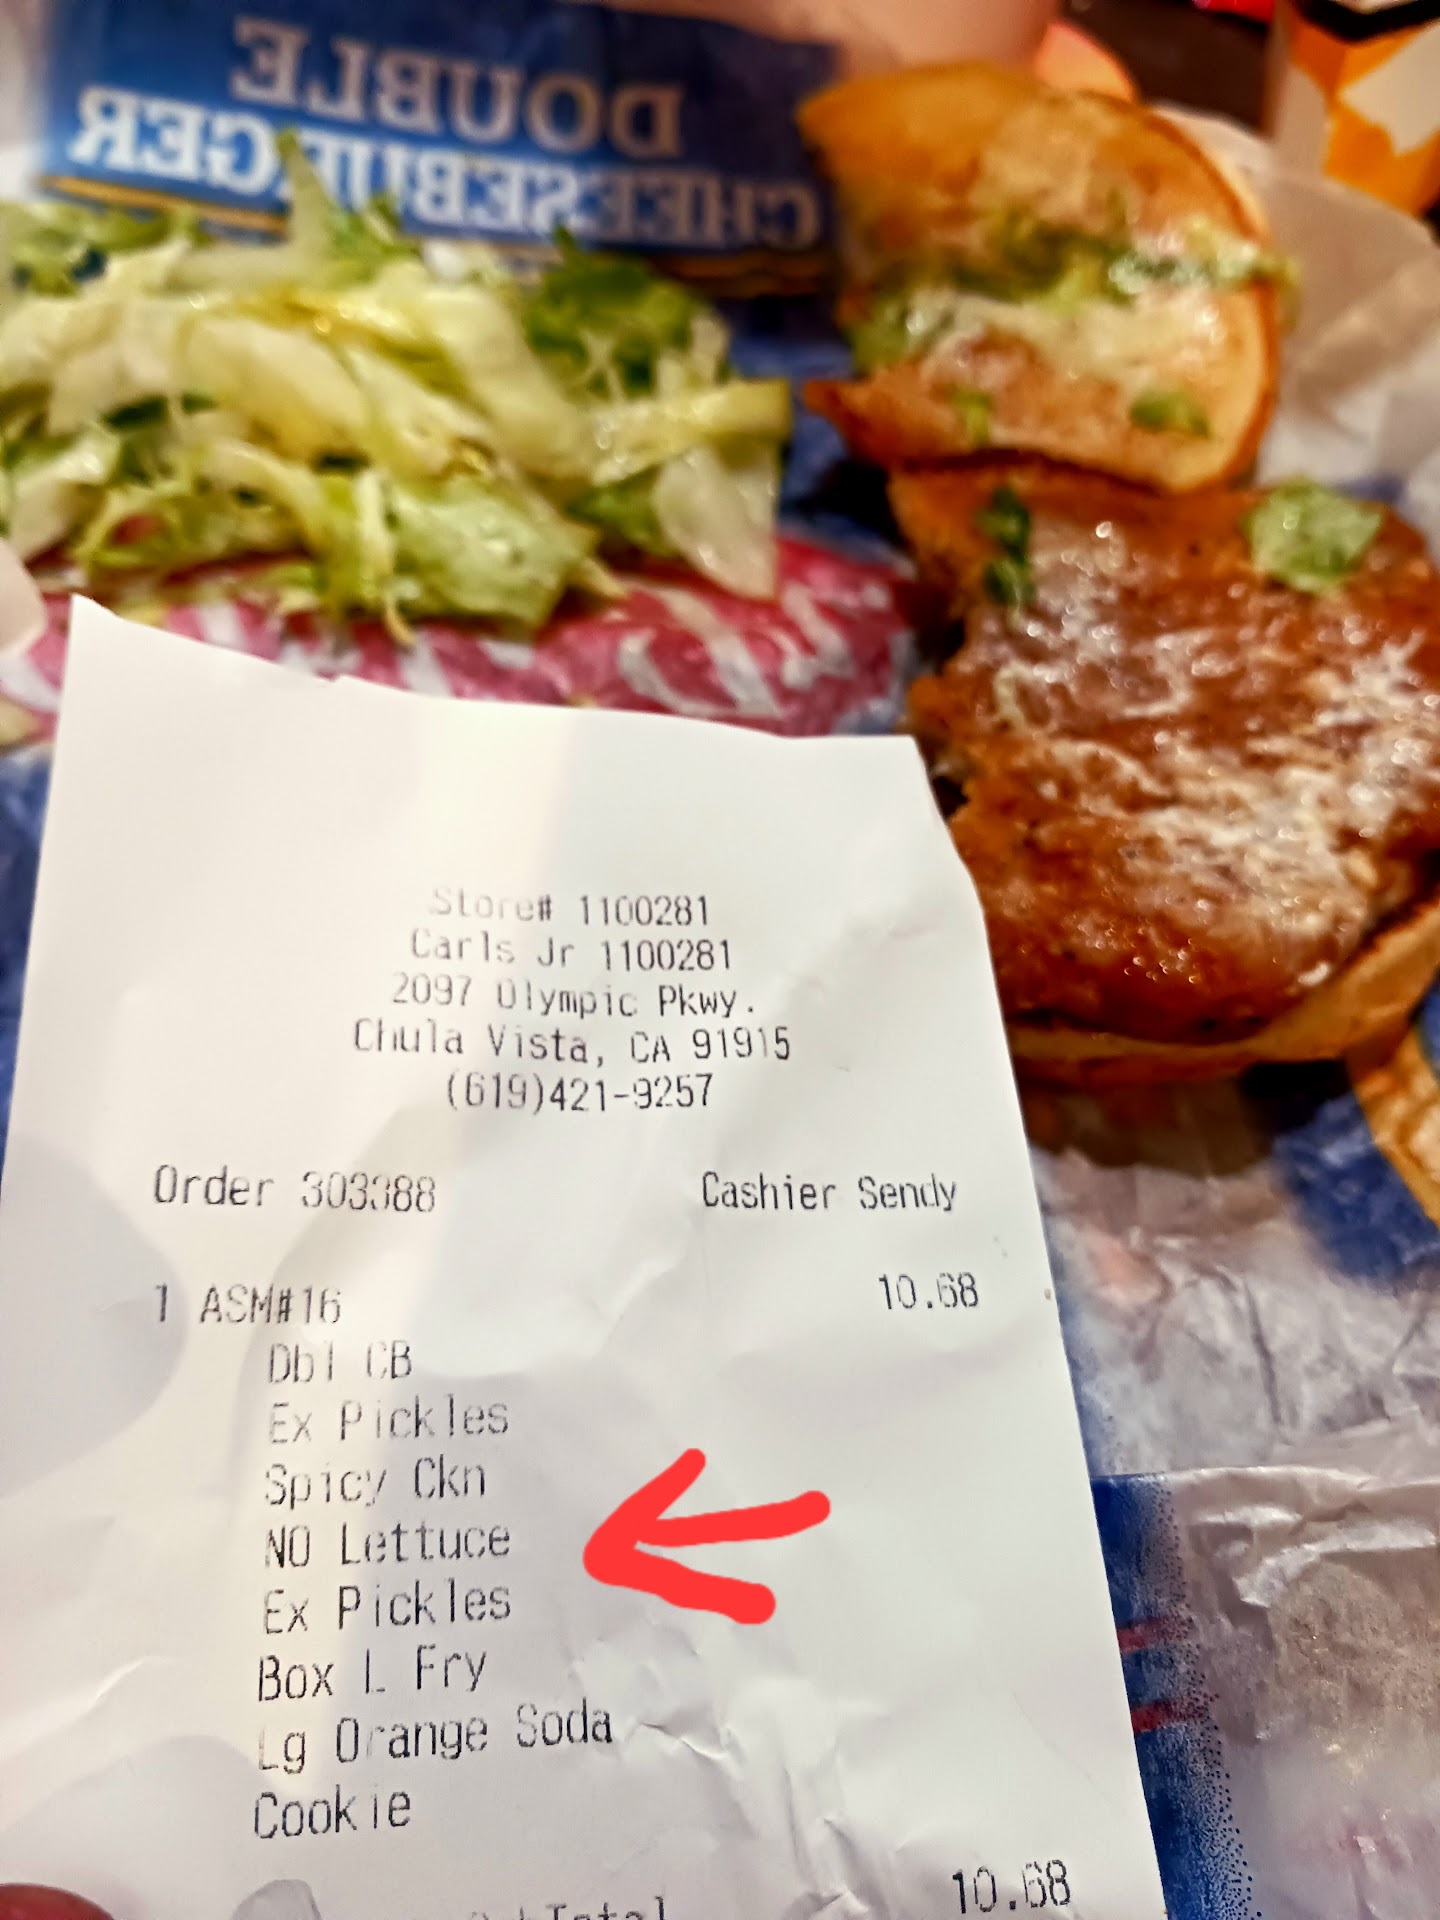 DOUBLE
CHEESEBURGER
Store# 1100281
Carls Jr 1100281
2097 Olympic Pkwy.
Chula Vista, CA 91915
(619)421-9257
Order 303388 Cashier Sendy
1 ASM#16 10.68
Dbl CB
Ex Pickles
Spicy Ckn
NO Lettuce
Ex Pickles
Box L Fry
Lg Orange Soda
Cookie
10.68